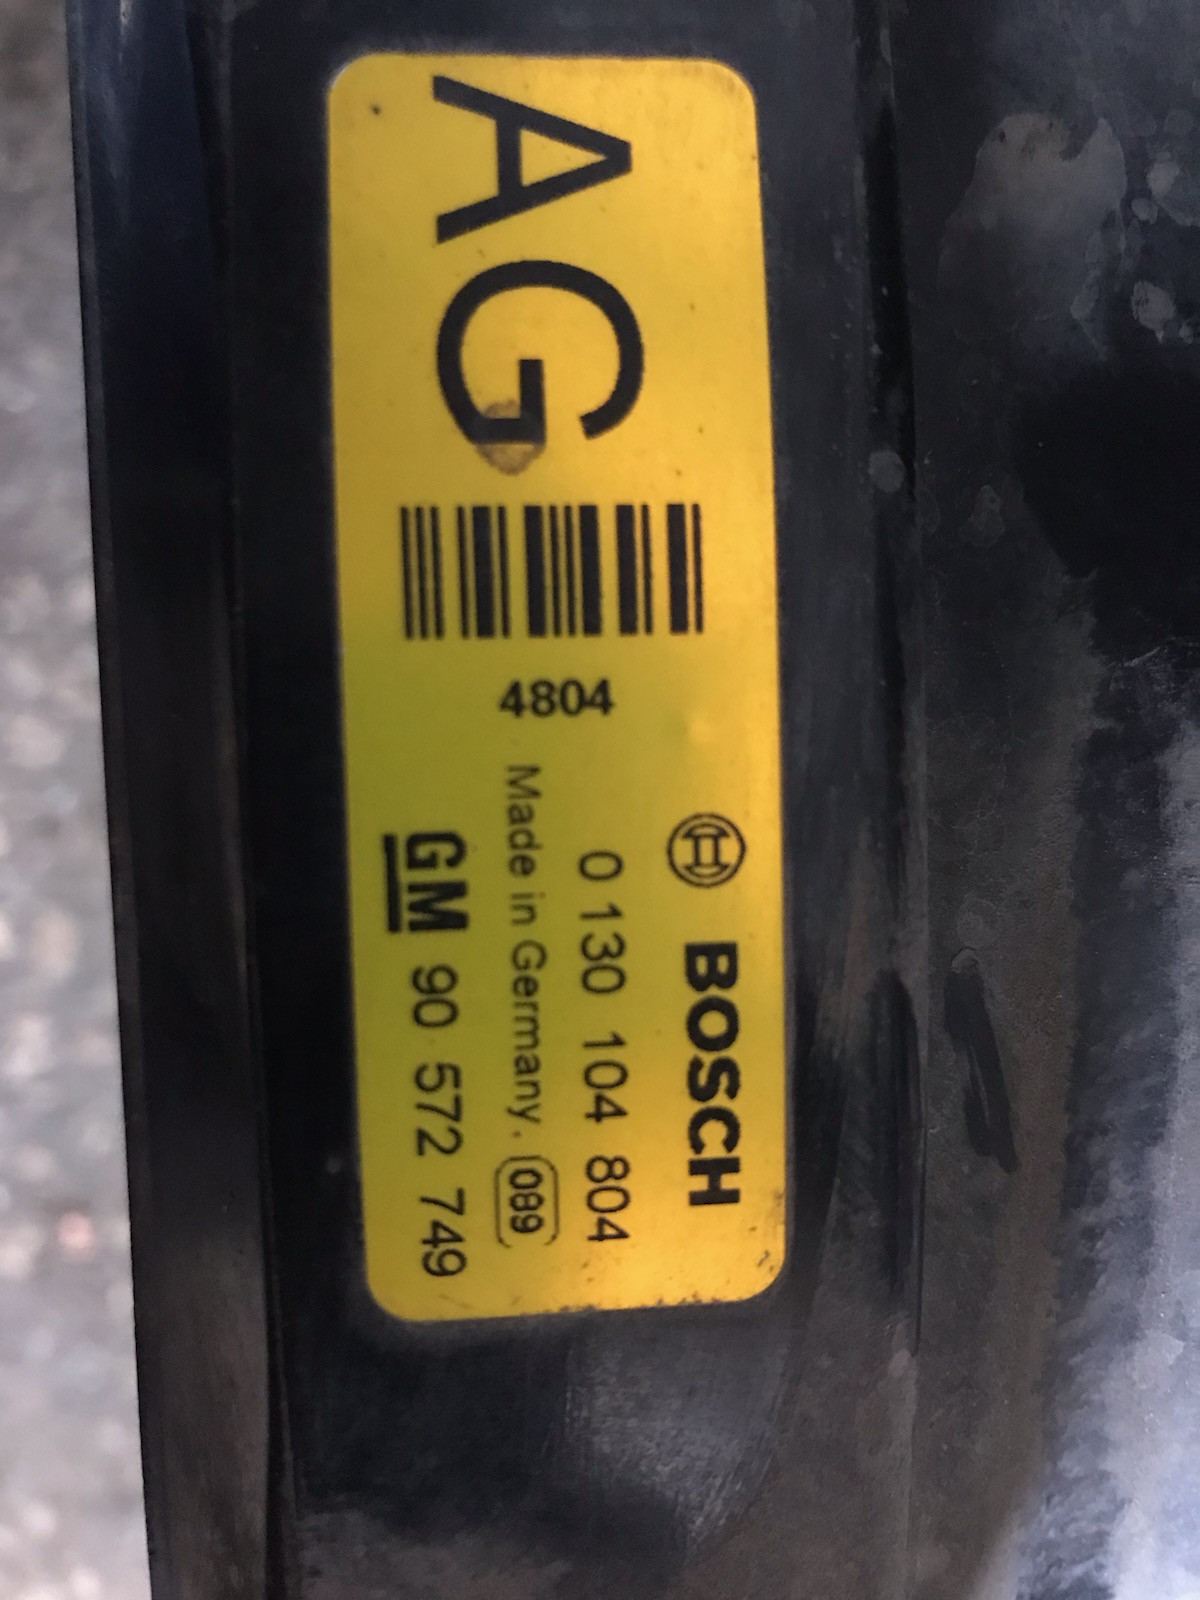 AG
4804
BOSCH
0 130 104 804
Made in Germany. 089
GM 90 572 749